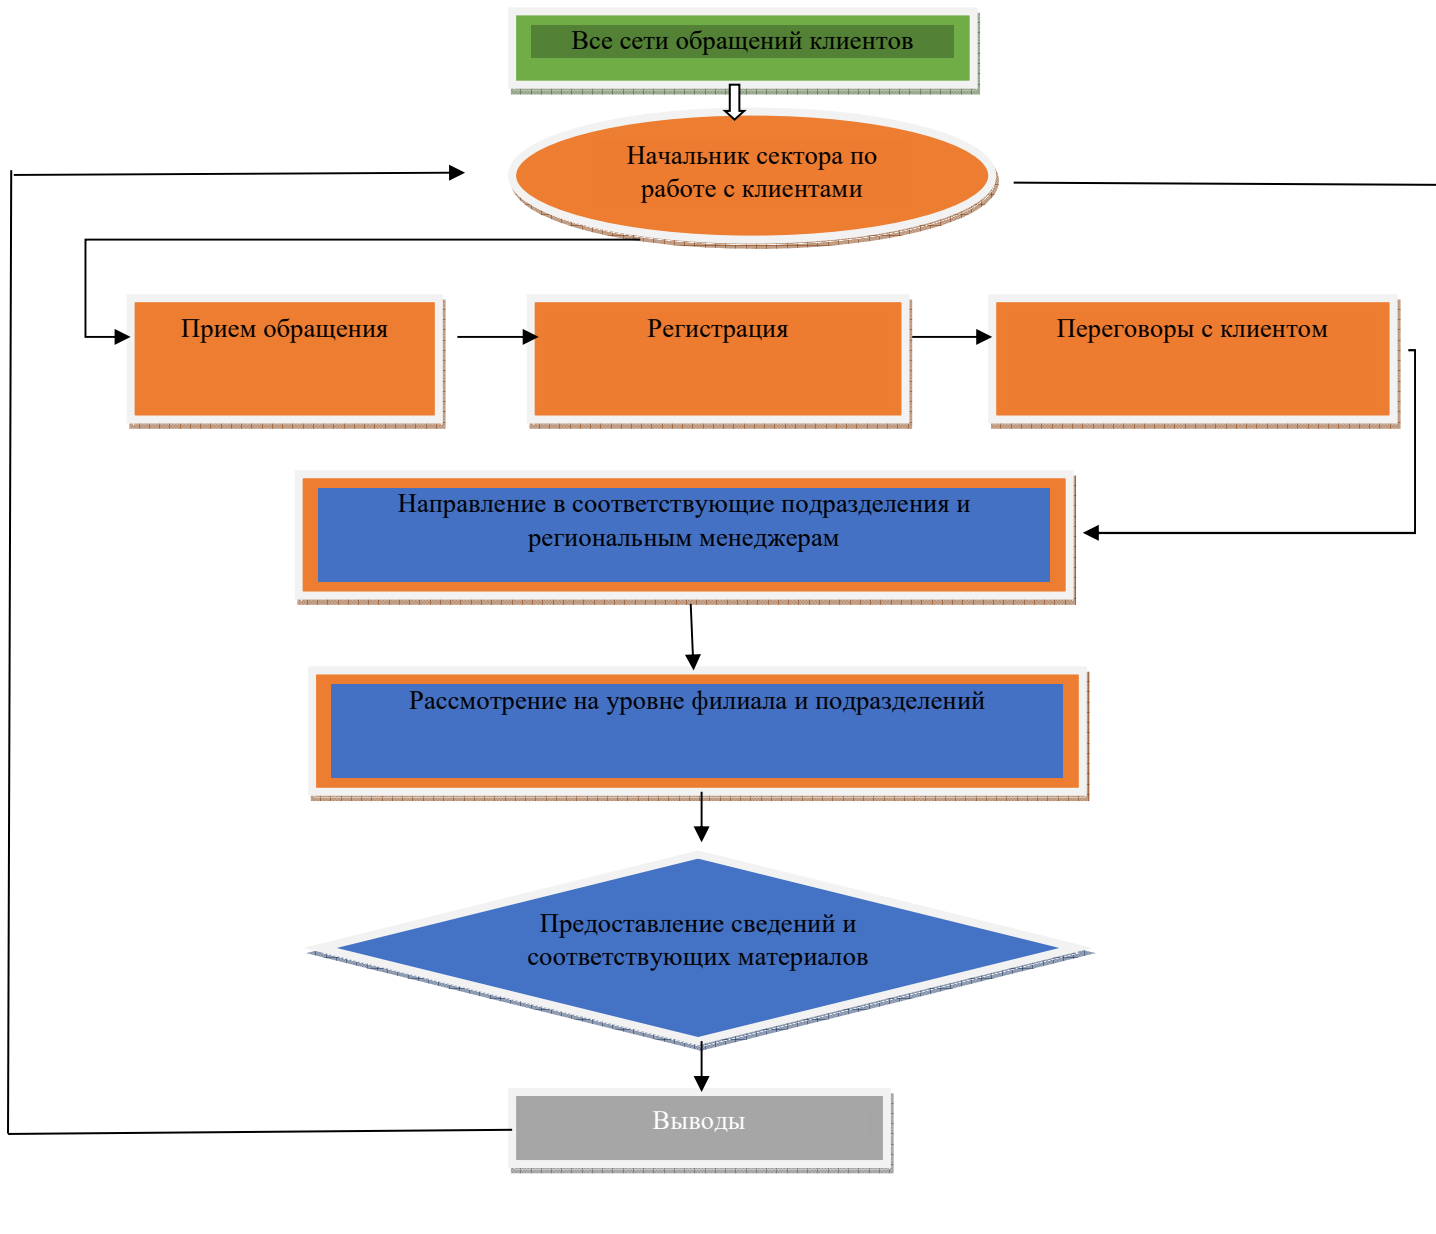 Все сети обращений клиентов
Начальник сектора по
работе с клиентами
Прием обращения
Регистрация
Переговоры с клиентом
Направление в соответствующие подразделения и
региональным менеджерам
Рассмотрение на уровне филиала и подразделений
Предоставление сведений и
соответствующих материалов
Выводы